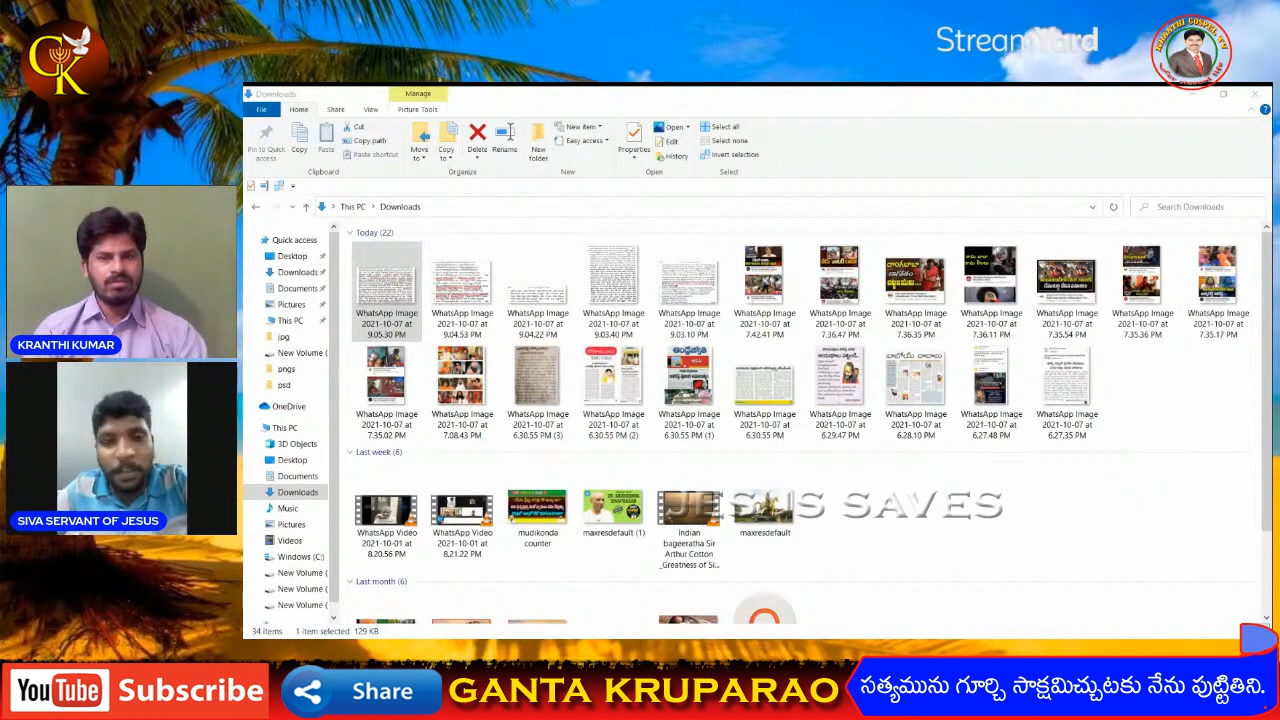 StreamYard
KRANTHI GOSPEL TV
GK
Downloads
Manage
File Home Share View Picture Tools
Pin to Quick access
Copy
Paste
Cut
Copy path
Paste shortcut
Clipboard
Move to
Copy to
Delete
Rename
Organize
New folder
New item
Easy access
New
Properties
Open
Edit
History
Open
Select all
Select none
Invert selection
Select
This PC > Downloads
Search Downloads
Quick access
Desktop
Downloads
Documents
Pictures
This PC
jpg
New Volume (
pngs
psd
OneDrive
This PC
3D Objects
Desktop
Documents
Downloads
Music
Pictures
Videos
Windows (C:)
New Volume (
New Volume (
New Volume (
Today (22)
WhatsApp Image 2021-10-07 at 9.05.30 PM
WhatsApp Image 2021-10-07 at 9.04.53 PM
WhatsApp Image 2021-10-07 at 9.04.22 PM
WhatsApp Image 2021-10-07 at 9.03.40 PM
WhatsApp Image 2021-10-07 at 9.03.10 PM
WhatsApp Image 2021-10-07 at 7.42.41 PM
WhatsApp Image 2021-10-07 at 7.36.47 PM
WhatsApp Image 2021-10-07 at 7.36.35 PM
WhatsApp Image 2021-10-07 at 7.36.11 PM
WhatsApp Image 2021-10-07 at 7.35.54 PM
WhatsApp Image 2021-10-07 at 7.35.36 PM
WhatsApp Image 2021-10-07 at 7.35.17 PM
WhatsApp Image 2021-10-07 at 7.35.02 PM
WhatsApp Image 2021-10-07 at 7.08.43 PM
WhatsApp Image 2021-10-07 at 6.30.55 PM (3)
WhatsApp Image 2021-10-07 at 6.30.55 PM (2)
WhatsApp Image 2021-10-07 at 6.30.55 PM (1)
WhatsApp Image 2021-10-07 at 6.30.55 PM
WhatsApp Image 2021-10-07 at 6.29.47 PM
WhatsApp Image 2021-10-07 at 6.28.10 PM
WhatsApp Image 2021-10-07 at 6.27.48 PM
WhatsApp Image 2021-10-07 at 6.27.35 PM
Last week (6)
WhatsApp Video 2021-10-01 at 8.20.56 PM
WhatsApp Video 2021-10-01 at 8.21.22 PM
mudikonda counter
maxresdefault (1)
Indian bageeratha Sir Arthur Cotton _Greatness of Si...
maxresdefault
JESUS SAVES
Last month (6)
34 items 1 item selected 129 KB
KRANTHI KUMAR
SIVA SERVANT OF JESUS
YouTube Subscribe
Share
GANTA KRUPARAO
సత్యమును గూర్చి సాక్షమిచ్చుటకు నేను పుట్టితిని.